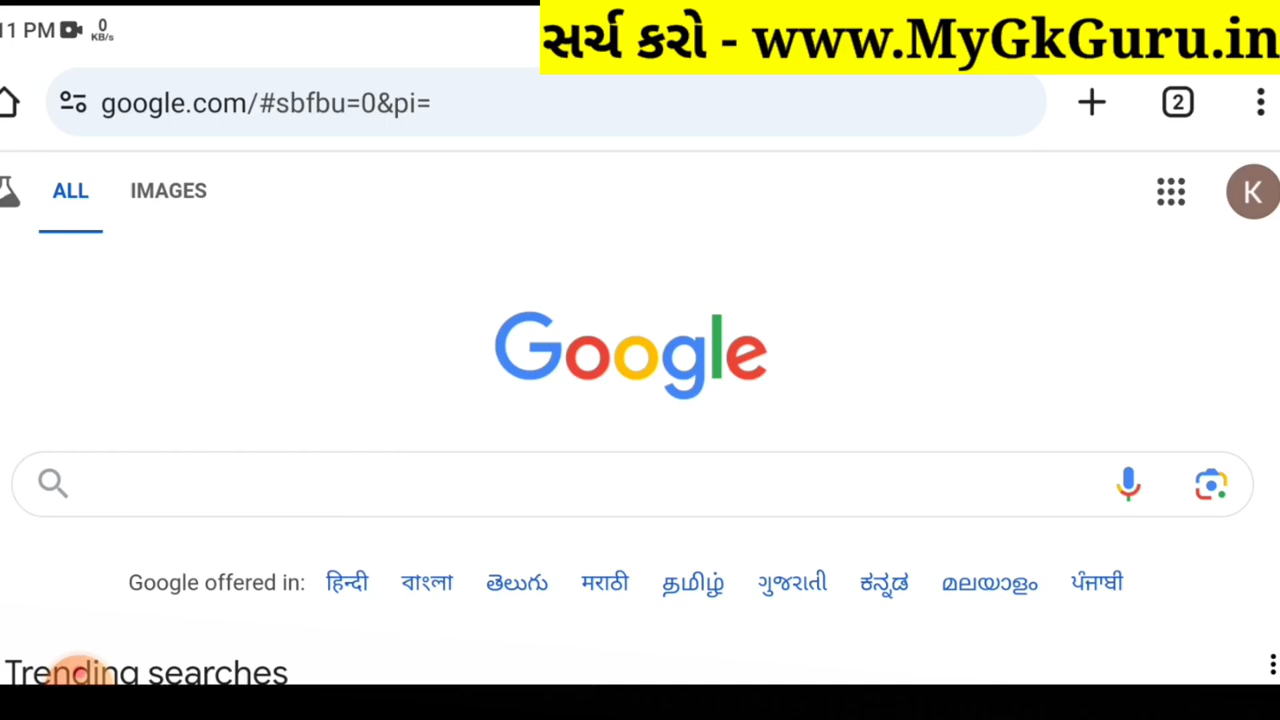 11 PM 0 KB/s
સર્ચ કરો - www.MyGkGuru.in
google.com/#sbfbu=0&pi=
2
ALL IMAGES
K
Google
Google offered in: हिन्दी বাংলা తెలుగు मराठी தமிழ் ગુજરાતી ಕನ್ನಡ മലയാളം ਪੰਜਾਬੀ
Trending searches